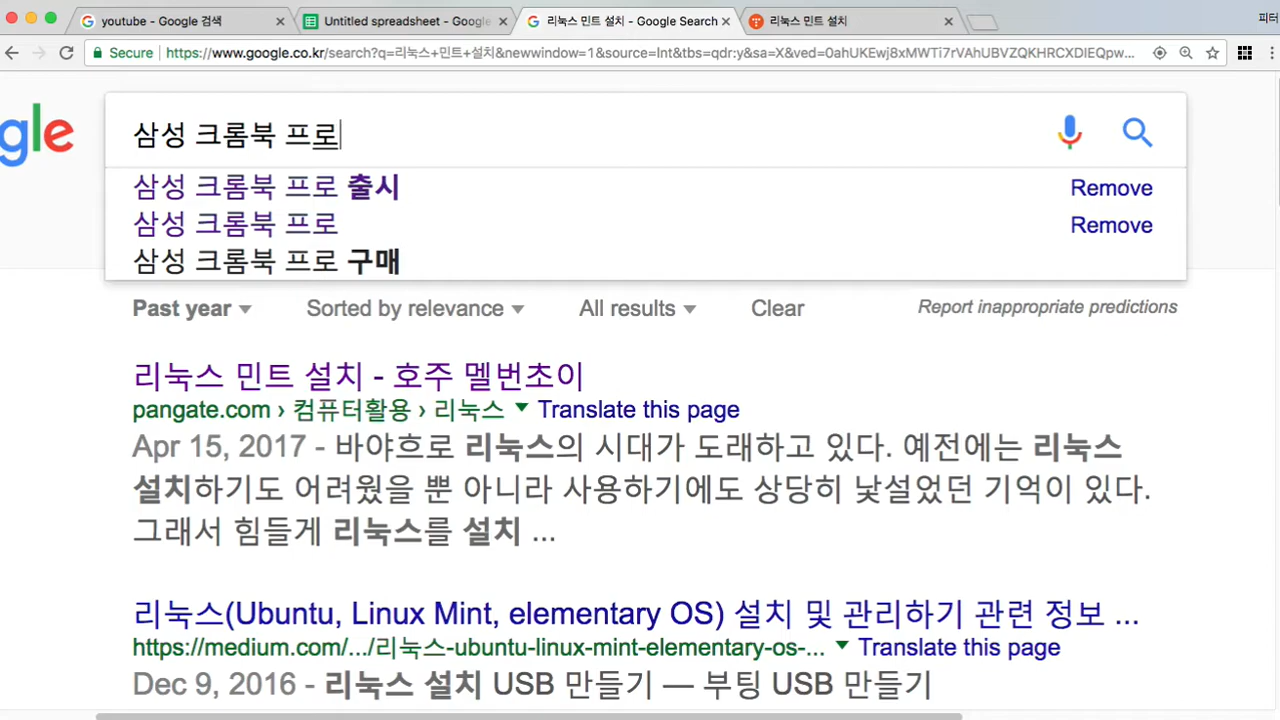 youtube - Google 검색
Untitled spreadsheet - Google
리눅스 민트 설치 - Google Search
리눅스 민트 설치
피터
Secure https://www.google.co.kr/search?q=리눅스+민트+설치&newwindow=1&source=lnt&tbs=qdr:y&sa=X&ved=0ahUKEwj8xMWTi7rVAhUBVZQKHRCXDIEQpw...
gle
삼성 크롬북 프로
삼성 크롬북 프로 출시 Remove
삼성 크롬북 프로 Remove
삼성 크롬북 프로 구매
Past year Sorted by relevance All results Clear Report inappropriate predictions
리눅스 민트 설치 - 호주 멜번초이
pangate.com › 컴퓨터활용 › 리눅스 Translate this page
Apr 15, 2017 - 바야흐로 리눅스의 시대가 도래하고 있다. 예전에는 리눅스
설치하기도 어려웠을 뿐 아니라 사용하기에도 상당히 낯설었던 기억이 있다.
그래서 힘들게 리눅스를 설치 ...
리눅스(Ubuntu, Linux Mint, elementary OS) 설치 및 관리하기 관련 정보 ...
https://medium.com/.../리눅스-ubuntu-linux-mint-elementary-os-... Translate this page
Dec 9, 2016 - 리눅스 설치 USB 만들기 — 부팅 USB 만들기